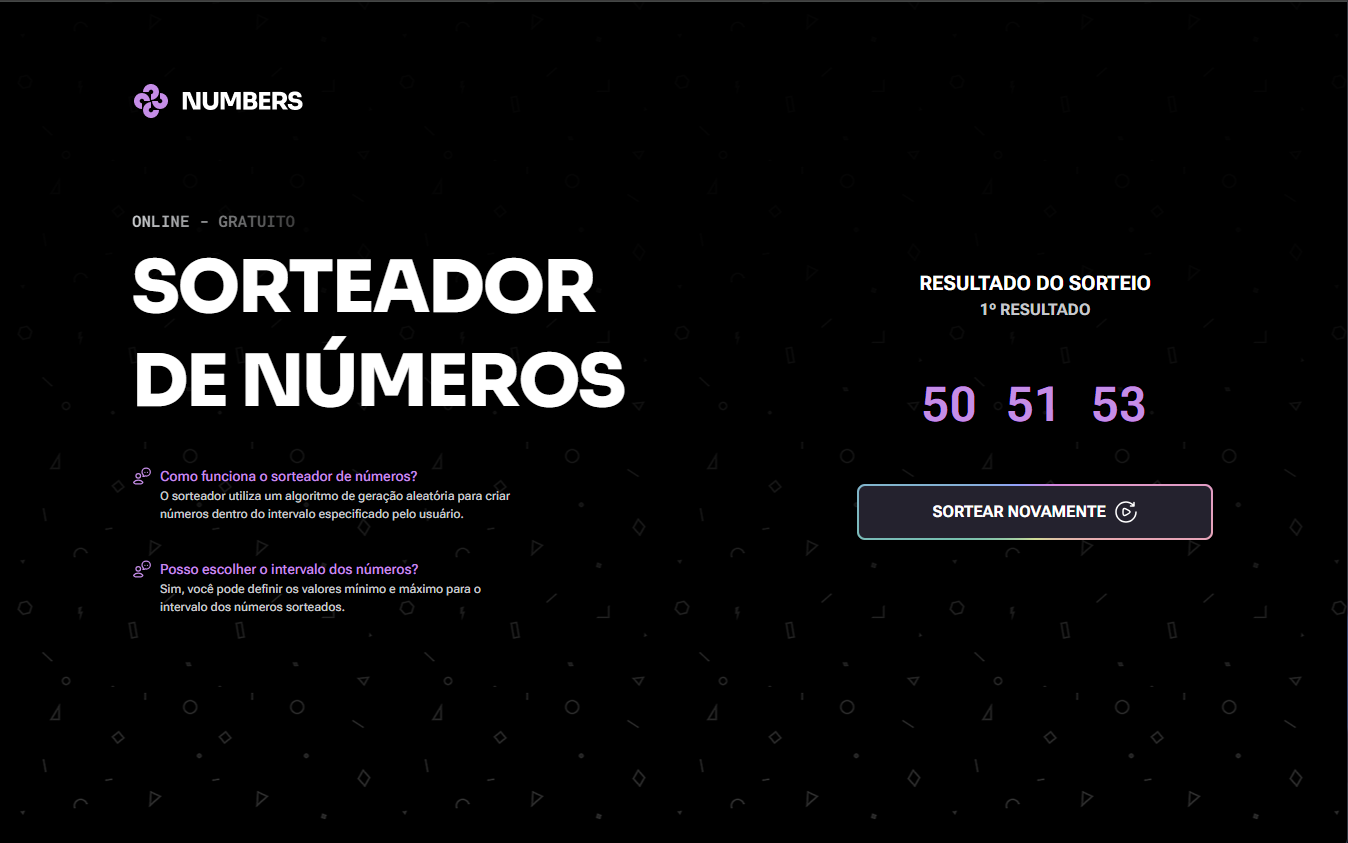 NUMBERS
ONLINE - GRATUITO
SORTEADOR
DE NÚMEROS
Como funciona o sorteador de números?
O sorteador utiliza um algoritmo de geração aleatória para criar
números dentro do intervalo especificado pelo usuário.
Posso escolher o intervalo dos números?
Sim, você pode definir os valores mínimo e máximo para o
intervalo dos números sorteados.
RESULTADO DO SORTEIO
1º RESULTADO
50 51 53
SORTEAR NOVAMENTE